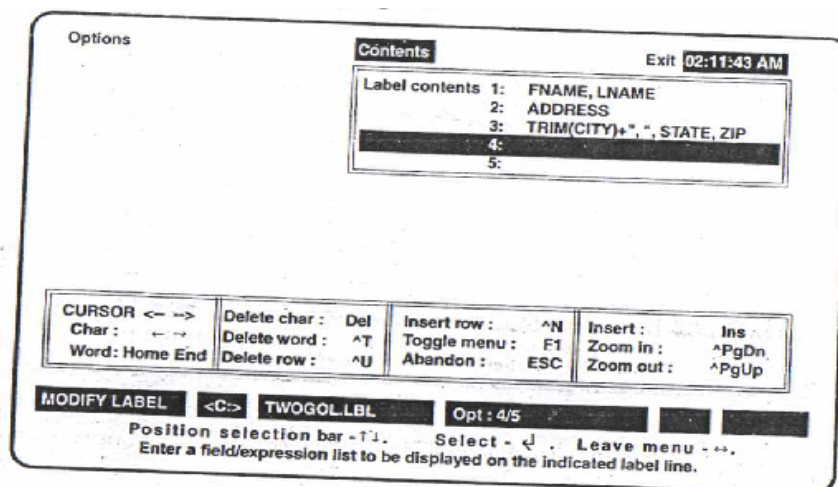 Options Contents Exit 02:11:43 AM
Label contents 1: FNAME, LNAME
2: ADDRESS
3: TRIM(CITY)+", ", STATE, ZIP
4:
5:
CURSOR <-- --> Delete char : Del Insert row : ^N Insert : Ins
Char : ← → Delete word : ^T Toggle menu : F1 Zoom in : ^PgDn
Word: Home End Delete row : ^U Abandon : ESC Zoom out : ^PgUp
MODIFY LABEL <C:> TWOGOL.LBL Opt : 4/5
Position selection bar - ↑↓. Select - ↵ . Leave menu - ↔.
Enter a field/expression list to be displayed on the indicated label line.